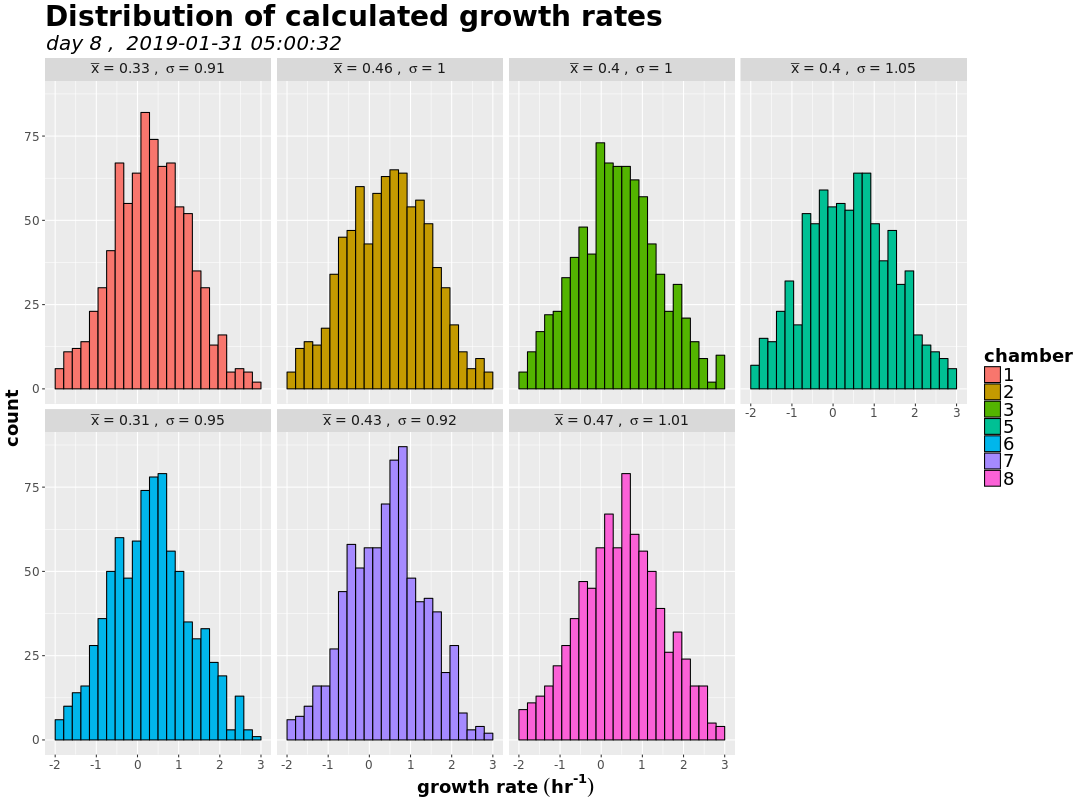 Distribution of calculated growth rates
day 8 ,  2019-01-31 05:00:32
x̅ = 0.33 ,  σ = 0.91
x̅ = 0.46 ,  σ = 1
x̅ = 0.4 ,  σ = 1
x̅ = 0.4 ,  σ = 1.05
75
50
25
0
-2 -1 0 1 2 3
x̅ = 0.31 ,  σ = 0.95
x̅ = 0.43 ,  σ = 0.92
x̅ = 0.47 ,  σ = 1.01
75
50
25
0
-2 -1 0 1 2 3
-2 -1 0 1 2 3
-2 -1 0 1 2 3
count
growth rate (hr⁻¹)
chamber
1
2
3
5
6
7
8